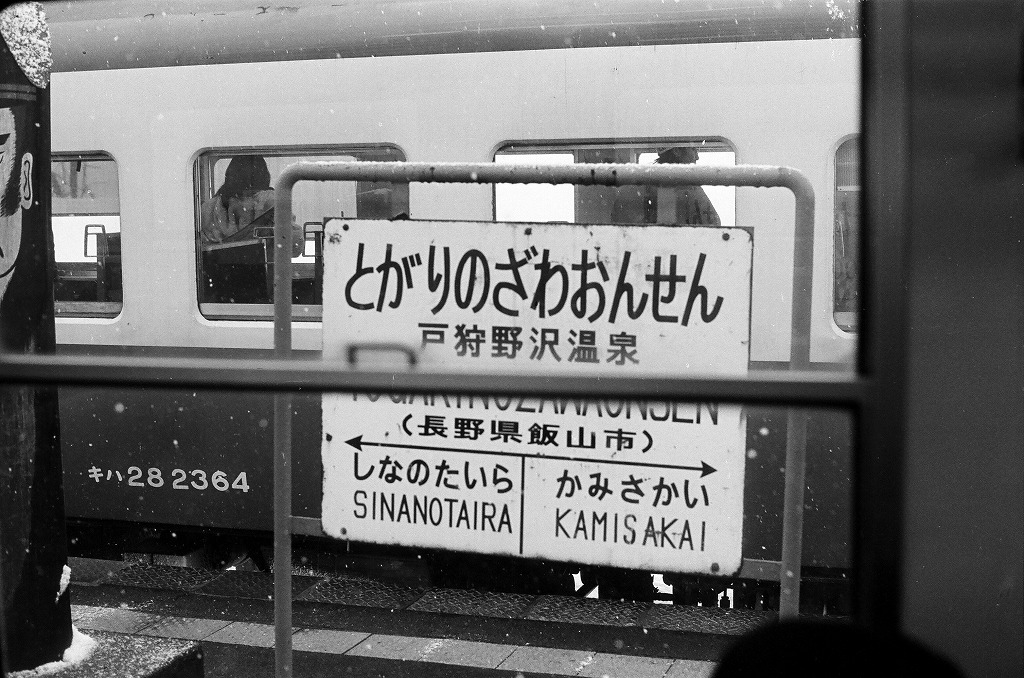 とがりのざわおんせん
戸狩野沢温泉
TOGARINOZAWAONSEN
(長野県飯山市)
しなのたいら かみさかい
SINANOTAIRA KAMISAKAI
キハ28 2364